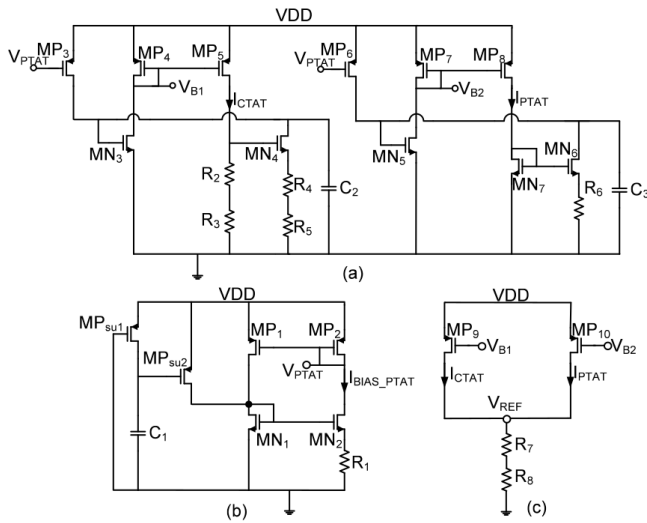 VDD
MP3 MP4 MP5 MP6 MP7 MP8
VPTAT VPTAT
VB1 VB2
ICTAT IPTAT
MN3 MN4 MN5 MN6
MN7
R2 R4 C2 R6 C3
R3 R5
(a)
VDD VDD
MPsu1 MP1 MP2 MP9 MP10
MPsu2 VB1 VB2
VPTAT IBIAS_PTAT ICTAT IPTAT
C1 MN1 MN2 VREF
R1 R7
R8
(b) (c)